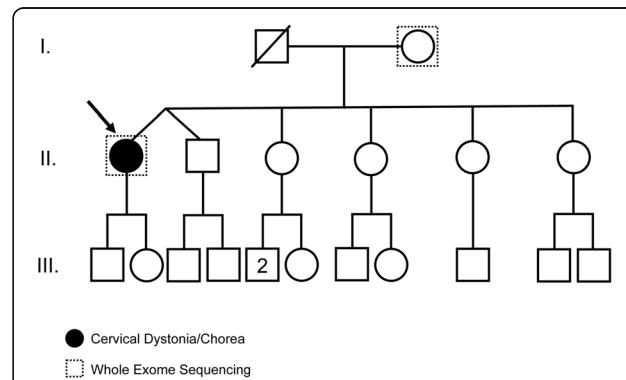 I.
II.
III.
2
Cervical Dystonia/Chorea
Whole Exome Sequencing